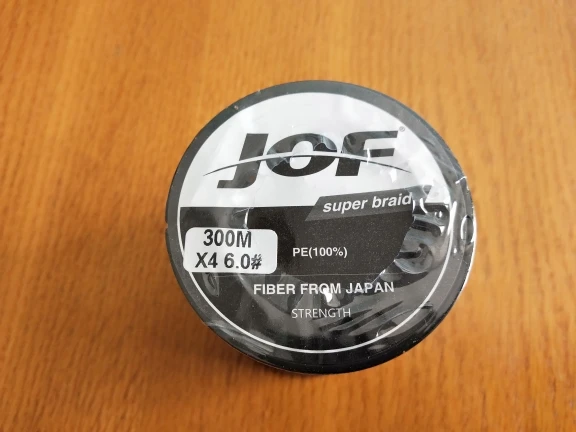 JOF®
super braid
300M
X4 6.0#
PE(100%)
FIBER FROM JAPAN
STRENGTH